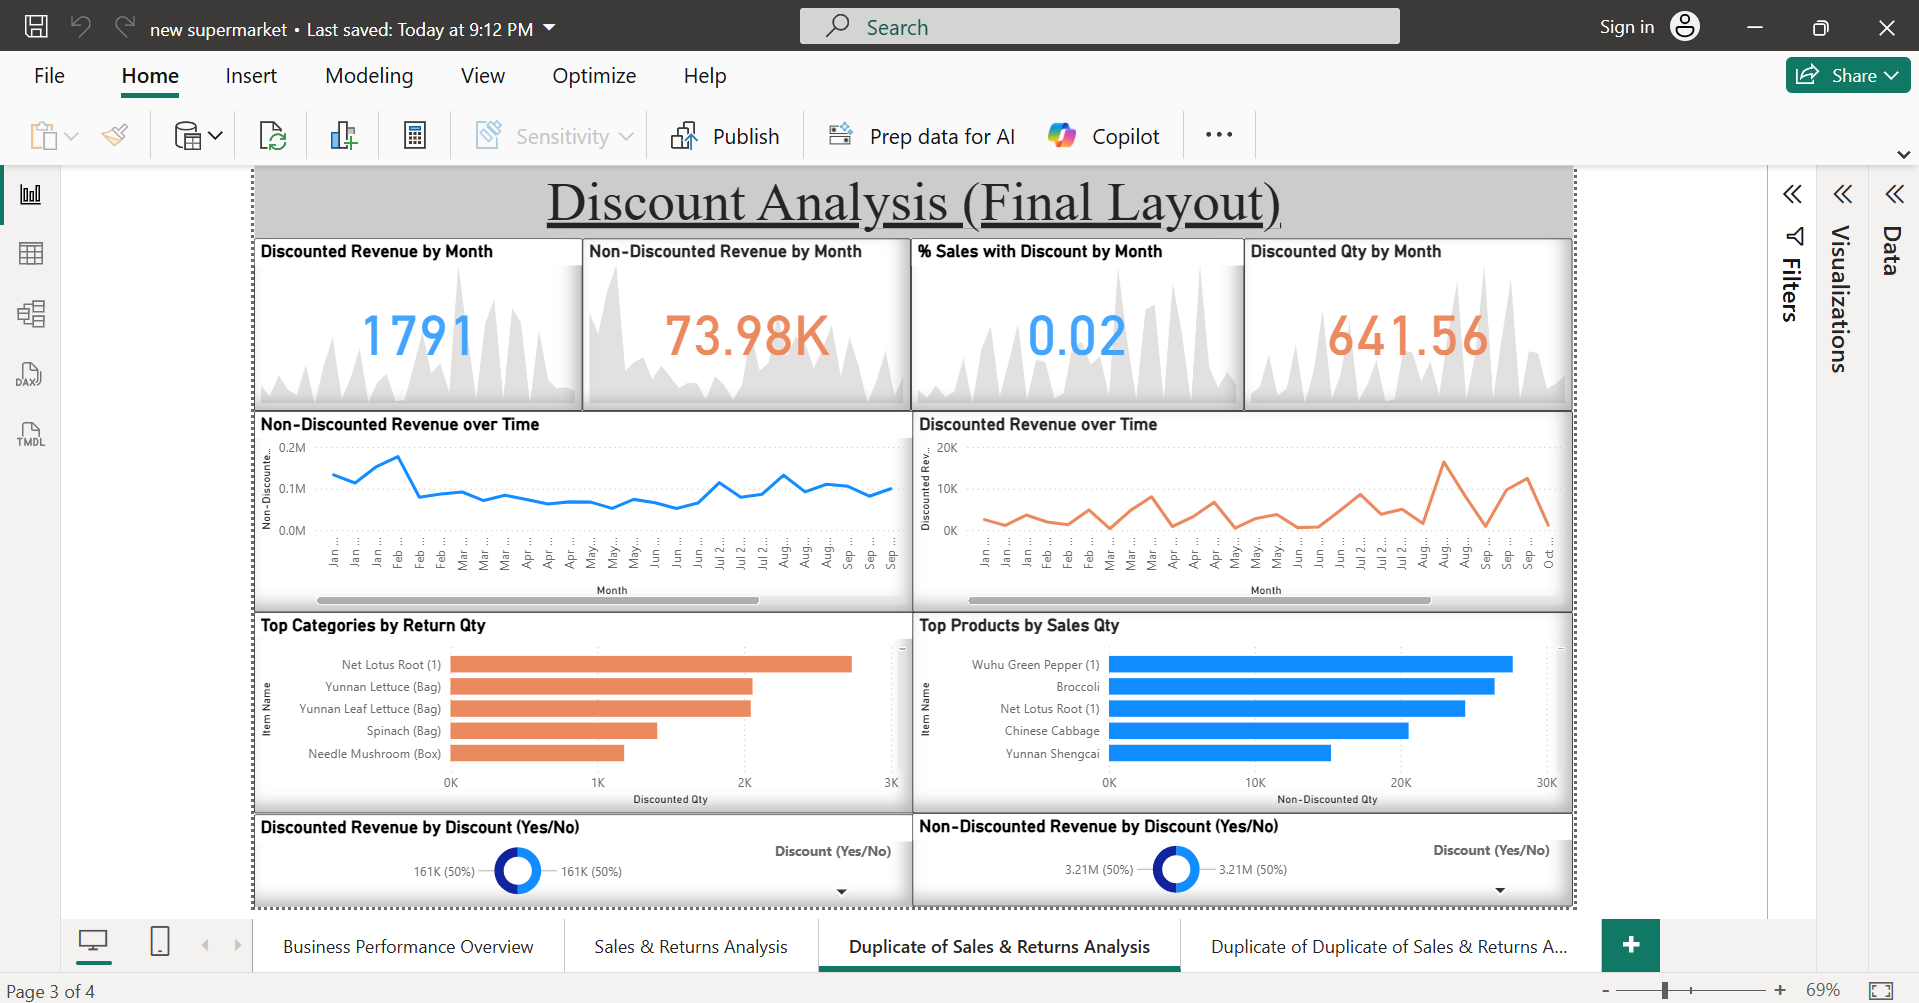 new supermarket • Last saved: Today at 9:12 PM
Search
Sign in
File Home Insert Modeling View Optimize Help
Share
Sensitivity
Publish
Prep data for AI
Copilot
DAX
TMDL
Filters
Visualizations
Data
Discount Analysis (Final Layout)
Discounted Revenue by Month
1791
Non-Discounted Revenue by Month
73.98K
% Sales with Discount by Month
0.02
Discounted Qty by Month
641.56
Non-Discounted Revenue over Time
Non-Discounte...
0.2M
0.1M
0.0M
Jan ... Jan ... Jan ... Feb ... Feb ... Feb ... Mar ... Mar ... Mar ... Apr ... Apr ... Apr ... May... May... May... Jun ... Jun ... Jun ... Jul 2... Jul 2... Jul 2... Aug... Aug... Aug... Sep ... Sep ... Sep ...
Month
Discounted Revenue over Time
Discounted Rev...
20K
10K
0K
Jan ... Jan ... Jan ... Feb ... Feb ... Feb ... Mar ... Mar ... Mar ... Apr ... Apr ... Apr ... May... May... May... Jun ... Jun ... Jun ... Jul 2... Jul 2... Jul 2... Aug... Aug... Aug... Sep ... Sep ... Sep ... Oct ...
Month
Top Categories by Return Qty
Item Name
Net Lotus Root (1)
Yunnan Lettuce (Bag)
Yunnan Leaf Lettuce (Bag)
Spinach (Bag)
Needle Mushroom (Box)
0K 1K 2K 3K
Discounted Qty
Top Products by Sales Qty
Item Name
Wuhu Green Pepper (1)
Broccoli
Net Lotus Root (1)
Chinese Cabbage
Yunnan Shengcai
0K 10K 20K 30K
Non-Discounted Qty
Discounted Revenue by Discount (Yes/No)
161K (50%) 161K (50%)
Discount (Yes/No)
Non-Discounted Revenue by Discount (Yes/No)
3.21M (50%) 3.21M (50%)
Discount (Yes/No)
Business Performance Overview
Sales & Returns Analysis
Duplicate of Sales & Returns Analysis
Duplicate of Duplicate of Sales & Returns A...
Page 3 of 4
69%